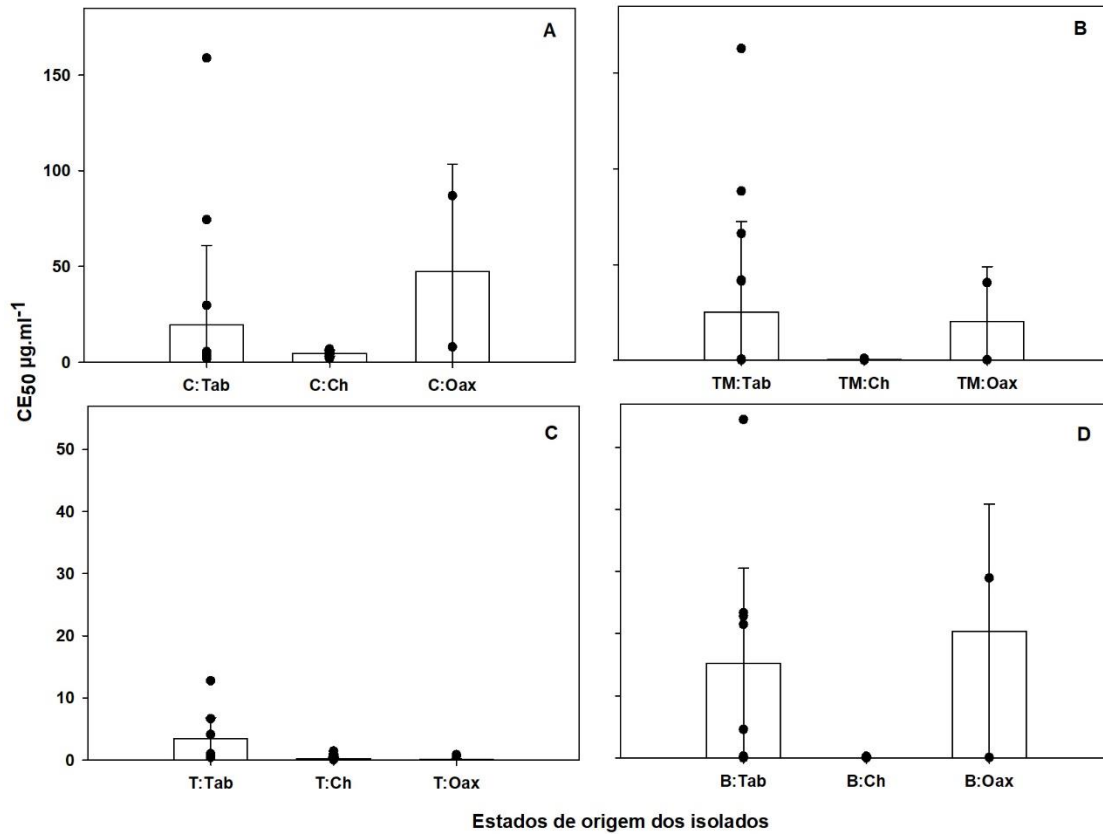 A
B
150
100
50
0
C:Tab C:Ch C:Oax
TM:Tab TM:Ch TM:Oax
CE50 µg.ml-1
C
D
50
40
30
20
10
0
T:Tab T:Ch T:Oax
B:Tab B:Ch B:Oax
Estados de origem dos isolados